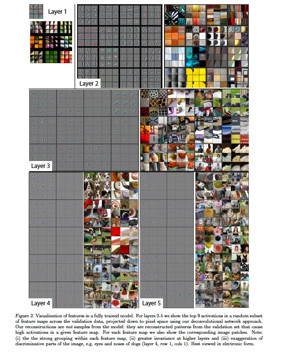 Layer 1
Layer 2
Layer 3
Layer 4
Layer 5
Figure 2. Visualization of features in a fully trained model. For layers 2-5 we show the top 9 activations in a random subset
of feature maps across the validation data, projected down to pixel space using our deconvolutional network approach.
Our reconstructions are not samples from the model: they are reconstructed patterns from the validation set that cause
high activations in a given feature map. For each feature map we also show the corresponding image patches. Note:
(i) the the strong grouping within each feature map, (ii) greater invariance at higher layers and (iii) exaggeration of
discriminative parts of the image, e.g. eyes and noses of dogs (layer 4, row 1, cols 1). Best viewed in electronic form.